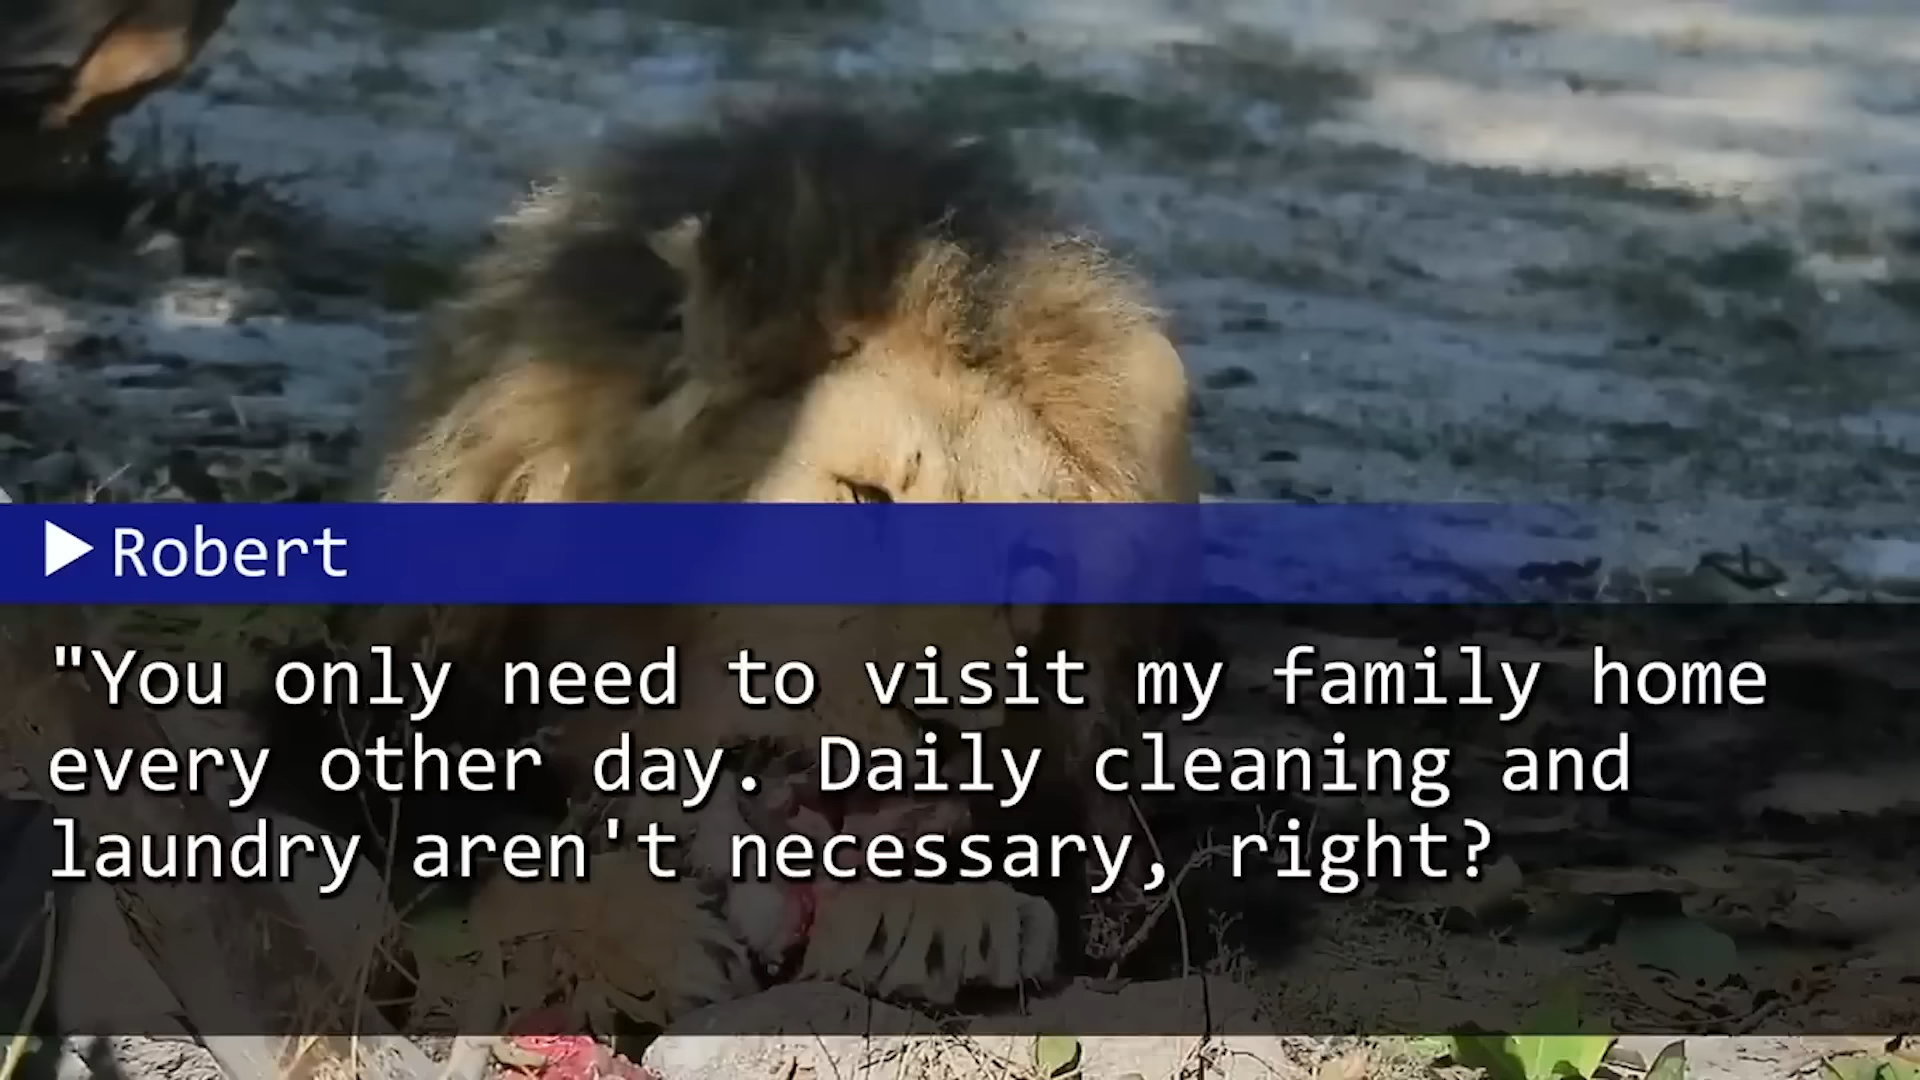 Robert
"You only need to visit my family home
every other day. Daily cleaning and
laundry aren't necessary, right?